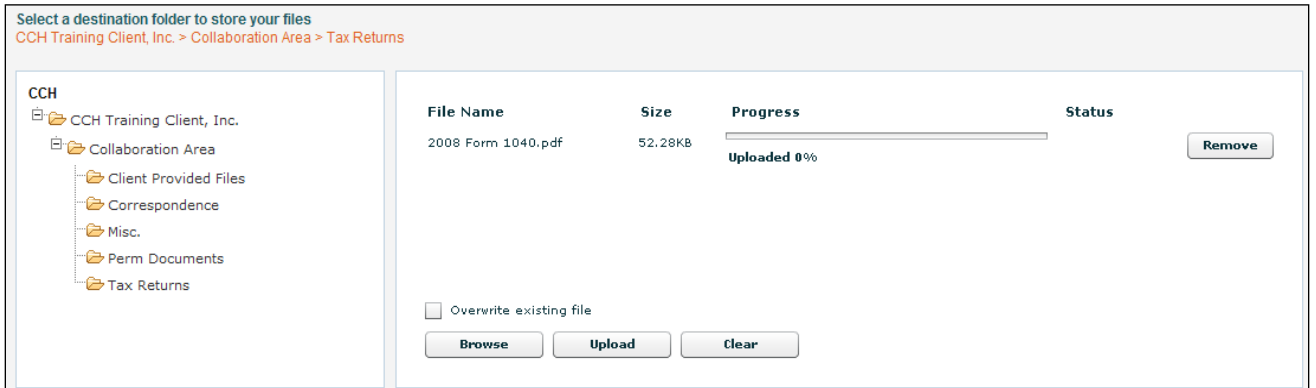 Select a destination folder to store your files
CCH Training Client, Inc. > Collaboration Area > Tax Returns
CCH
CCH Training Client, Inc.
Collaboration Area
Client Provided Files
Correspondence
Misc.
Perm Documents
Tax Returns
File Name Size Progress Status
2008 Form 1040.pdf 52.28KB Remove
Uploaded 0%
Overwrite existing file
Browse Upload Clear